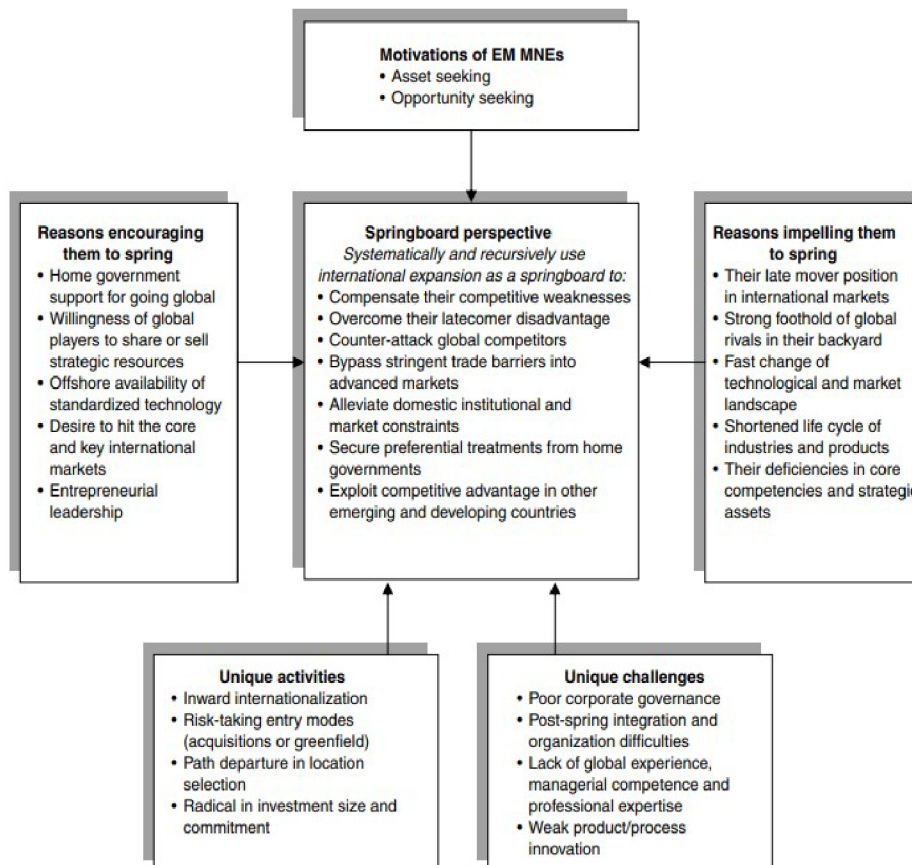 Motivations of EM MNEs
• Asset seeking
• Opportunity seeking
Reasons encouraging
them to spring
• Home government
support for going global
• Willingness of global
players to share or sell
strategic resources
• Offshore availability of
standardized technology
• Desire to hit the core
and key international
markets
• Entrepreneurial
leadership
Springboard perspective
Systematically and recursively use
international expansion as a springboard to:
• Compensate their competitive weaknesses
• Overcome their latecomer disadvantage
• Counter-attack global competitors
• Bypass stringent trade barriers into
advanced markets
• Alleviate domestic institutional and
market constraints
• Secure preferential treatments from home
governments
• Exploit competitive advantage in other
emerging and developing countries
Reasons impelling them
to spring
• Their late mover position
in international markets
• Strong foothold of global
rivals in their backyard
• Fast change of
technological and market
landscape
• Shortened life cycle of
industries and products
• Their deficiencies in core
competencies and strategic
assets
Unique activities
• Inward internationalization
• Risk-taking entry modes
(acquisitions or greenfield)
• Path departure in location
selection
• Radical in investment size and
commitment
Unique challenges
• Poor corporate governance
• Post-spring integration and
organization difficulties
• Lack of global experience,
managerial competence and
professional expertise
• Weak product/process
innovation